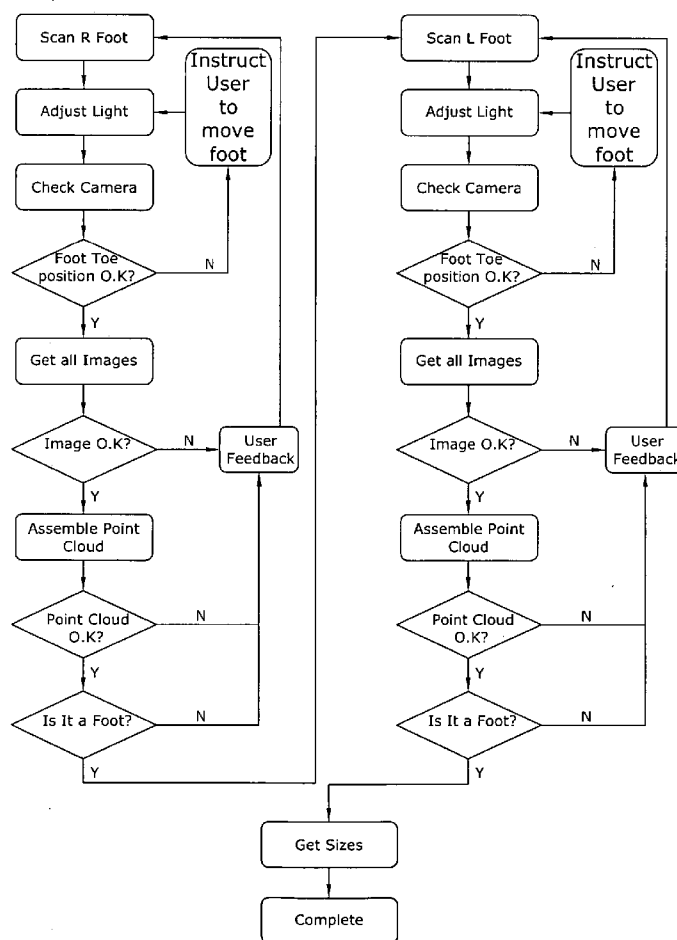 Scan R Foot
Instruct
User
to
move
foot
Adjust Light
Check Camera
Foot Toe
position O.K?
N
Y
Get all Images
Image O.K?
N
User
Feedback
Y
Assemble Point
Cloud
Point Cloud
O.K?
N
Y
Is It a Foot?
N
Y
Scan L Foot
Instruct
User
to
move
foot
Adjust Light
Check Camera
Foot Toe
position O.K?
N
Y
Get all Images
Image O.K?
N
User
Feedback
Y
Assemble Point
Cloud
Point Cloud
O.K?
N
Y
Is It a Foot?
N
Y
Get Sizes
Complete